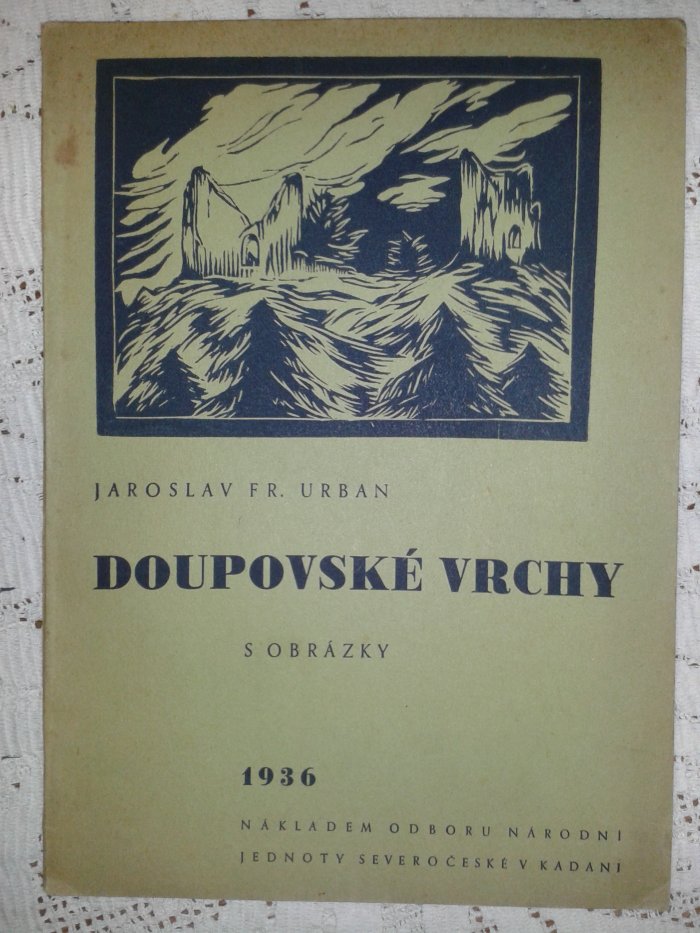 JAROSLAV FR. URBAN
DOUPOVSKÉ VRCHY
S OBRÁZKY
1936
NÁKLADEM ODBORU NÁRODNÍ
JEDNOTY SEVEROČESKÉ V KADANI